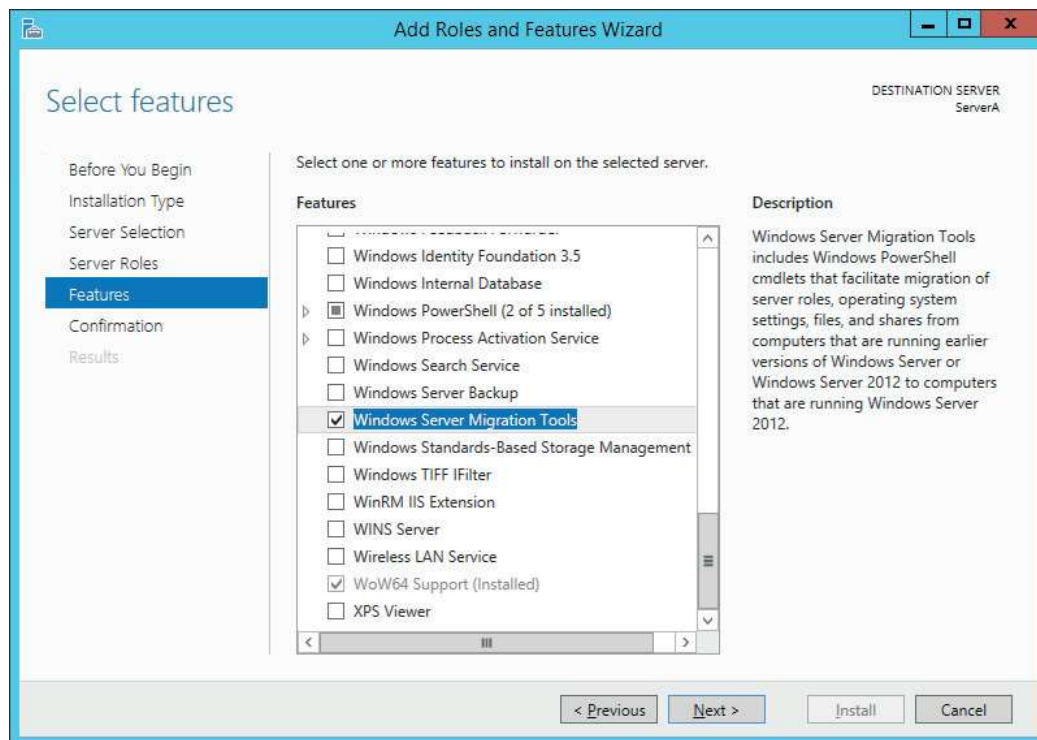 Add Roles and Features Wizard
Select features
DESTINATION SERVER
ServerA
Before You Begin
Installation Type
Server Selection
Server Roles
Features
Confirmation
Results
Select one or more features to install on the selected server.
Features
Windows Identity Foundation 3.5
Windows Internal Database
Windows PowerShell (2 of 5 installed)
Windows Process Activation Service
Windows Search Service
Windows Server Backup
Windows Server Migration Tools
Windows Standards-Based Storage Management
Windows TIFF IFilter
WinRM IIS Extension
WINS Server
Wireless LAN Service
WoW64 Support (Installed)
XPS Viewer
Description
Windows Server Migration Tools
includes Windows PowerShell
cmdlets that facilitate migration of
server roles, operating system
settings, files, and shares from
computers that are running earlier
versions of Windows Server or
Windows Server 2012 to computers
that are running Windows Server
2012.
< Previous
Next >
Install
Cancel